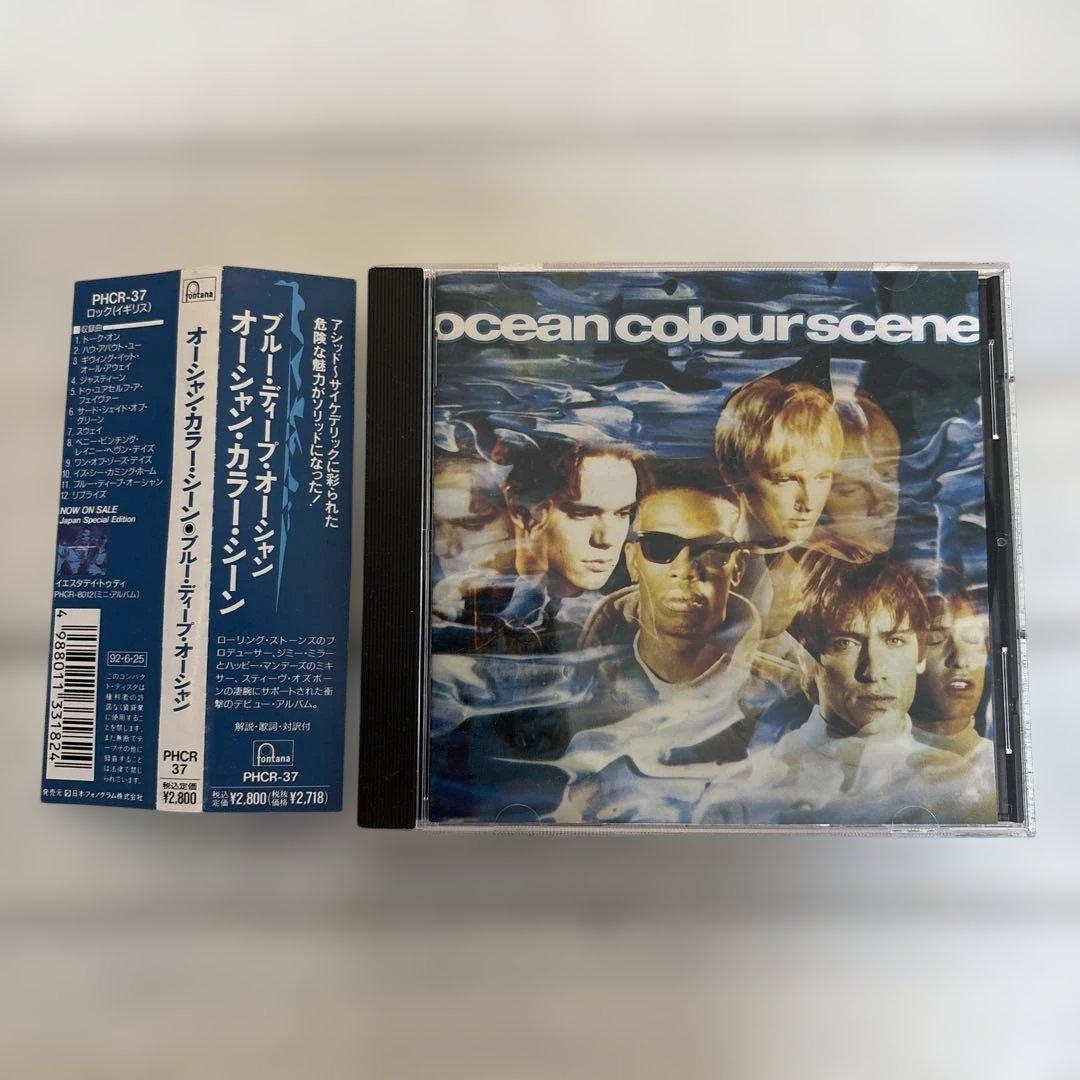 PHCR-37
ロック(イギリス)
■収録曲
1. トーク・オン
2. ハウ・アバウト・ユー
3. ギヴィング・イット・
オール・アウェイ
4. ジャスティーン
5. ドゥ・ユアセルフ・ア・
フェイヴァー
6. サード・シェイド・オブ・
グリーン
7. スウェイ
8. ペニー・ピンチング・
レイニー・ヘヴン・デイズ
9. ワン・オブ・ゾーズ・デイズ
10. イズ・シー・カミング・ホーム
11. ブルー・ディープ・オーシャン
12. リプライズ
NOW ON SALE
Japan Special Edition
イエスタデイ・トゥデイ
PHCR-8012(ミニ・アルバム)
4 988011 331824
92・6・25
このコンパク
ト・ディスクは
権利者の許
諾なく賃貸業
に使用するこ
とを禁じます。
また無断でテ
ープその他に
録音すること
は法律で禁じ
られています。
発売元 日本フォノグラム株式会社
fontana
オーシャン・カラー・シーン◉ブルー・ディープ・オーシャン
PHCR
37
税込定価
¥2,800
ブルー・ディープ・オーシャン
オーシャン・カラー・シーン
アシッド〜サイケデリックに彩られた
危険な魅力がソリッドになった!
ローリング・ストーンズのプ
ロデューサー、ジミー・ミラー
とハッピー・マンデーズのミキ
サー、スティーヴ・オズボー
ンの凄腕にサポートされた衝
撃のデビュー・アルバム。
解説・歌詞・対訳付
fontana
PHCR-37
税込定価¥2,800(税抜価格¥2,718)
ocean colour scene